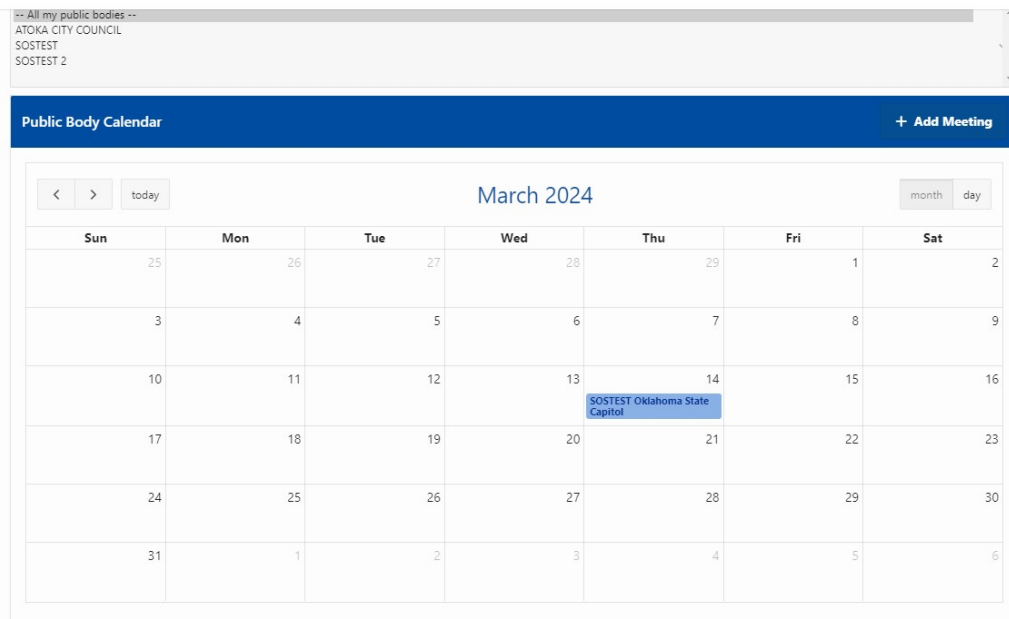 -- All my public bodies --
ATOKA CITY COUNCIL
SOSTEST
SOSTEST 2
Public Body Calendar + Add Meeting
< > today March 2024 month day
Sun Mon Tue Wed Thu Fri Sat
25 26 27 28 29 1 2
3 4 5 6 7 8 9
10 11 12 13 14 15 16
SOSTEST Oklahoma State
Capitol
17 18 19 20 21 22 23
24 25 26 27 28 29 30
31 1 2 3 4 5 6